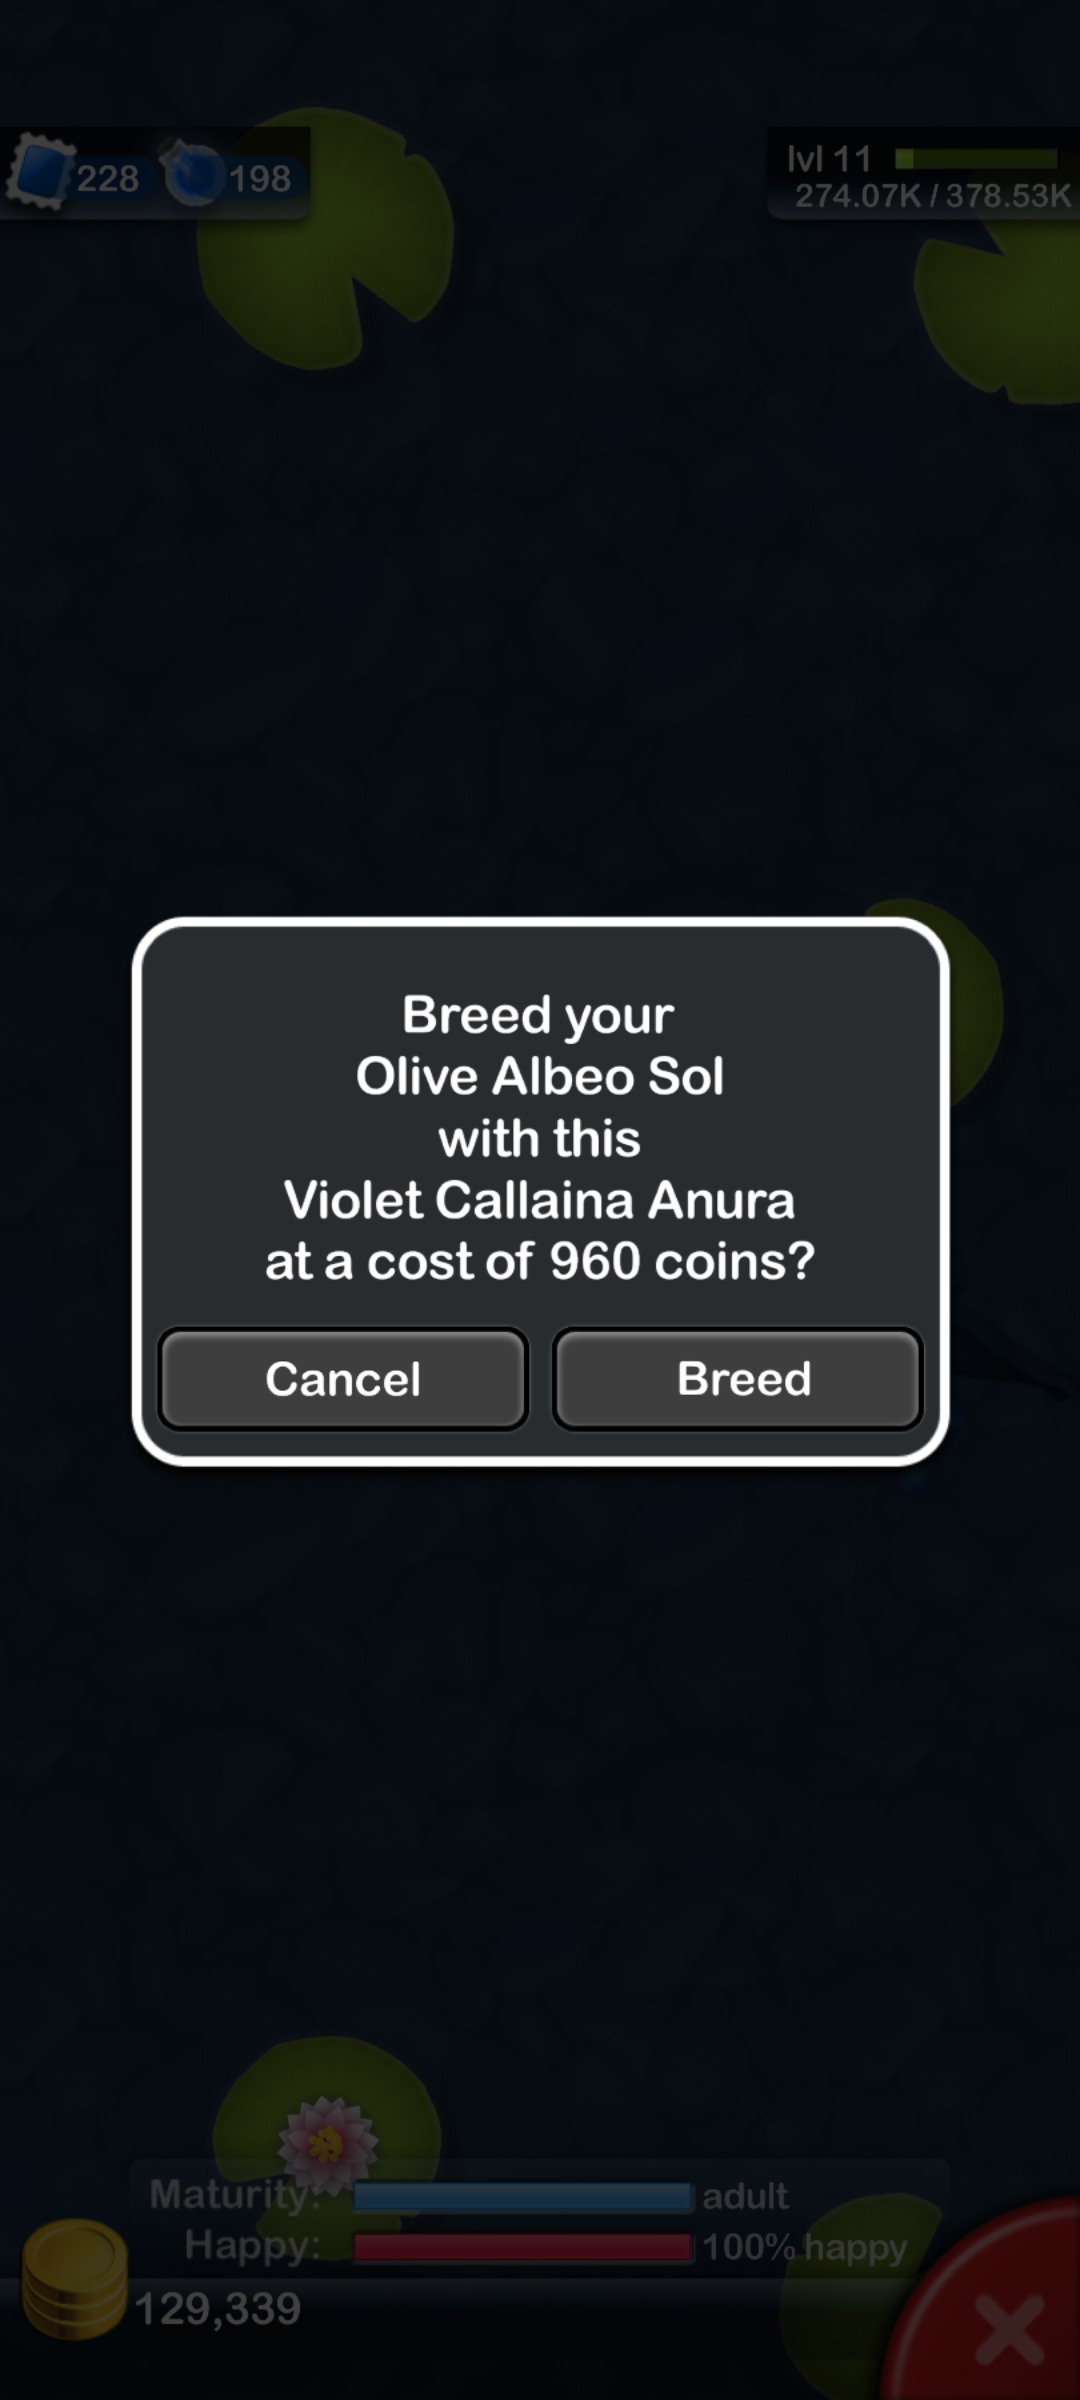 228 198
lvl 11
274.07K / 378.53K
Breed your
Olive Albeo Sol
with this
Violet Callaina Anura
at a cost of 960 coins?
Cancel Breed
Maturity: adult
Happy: 100% happy
129,339